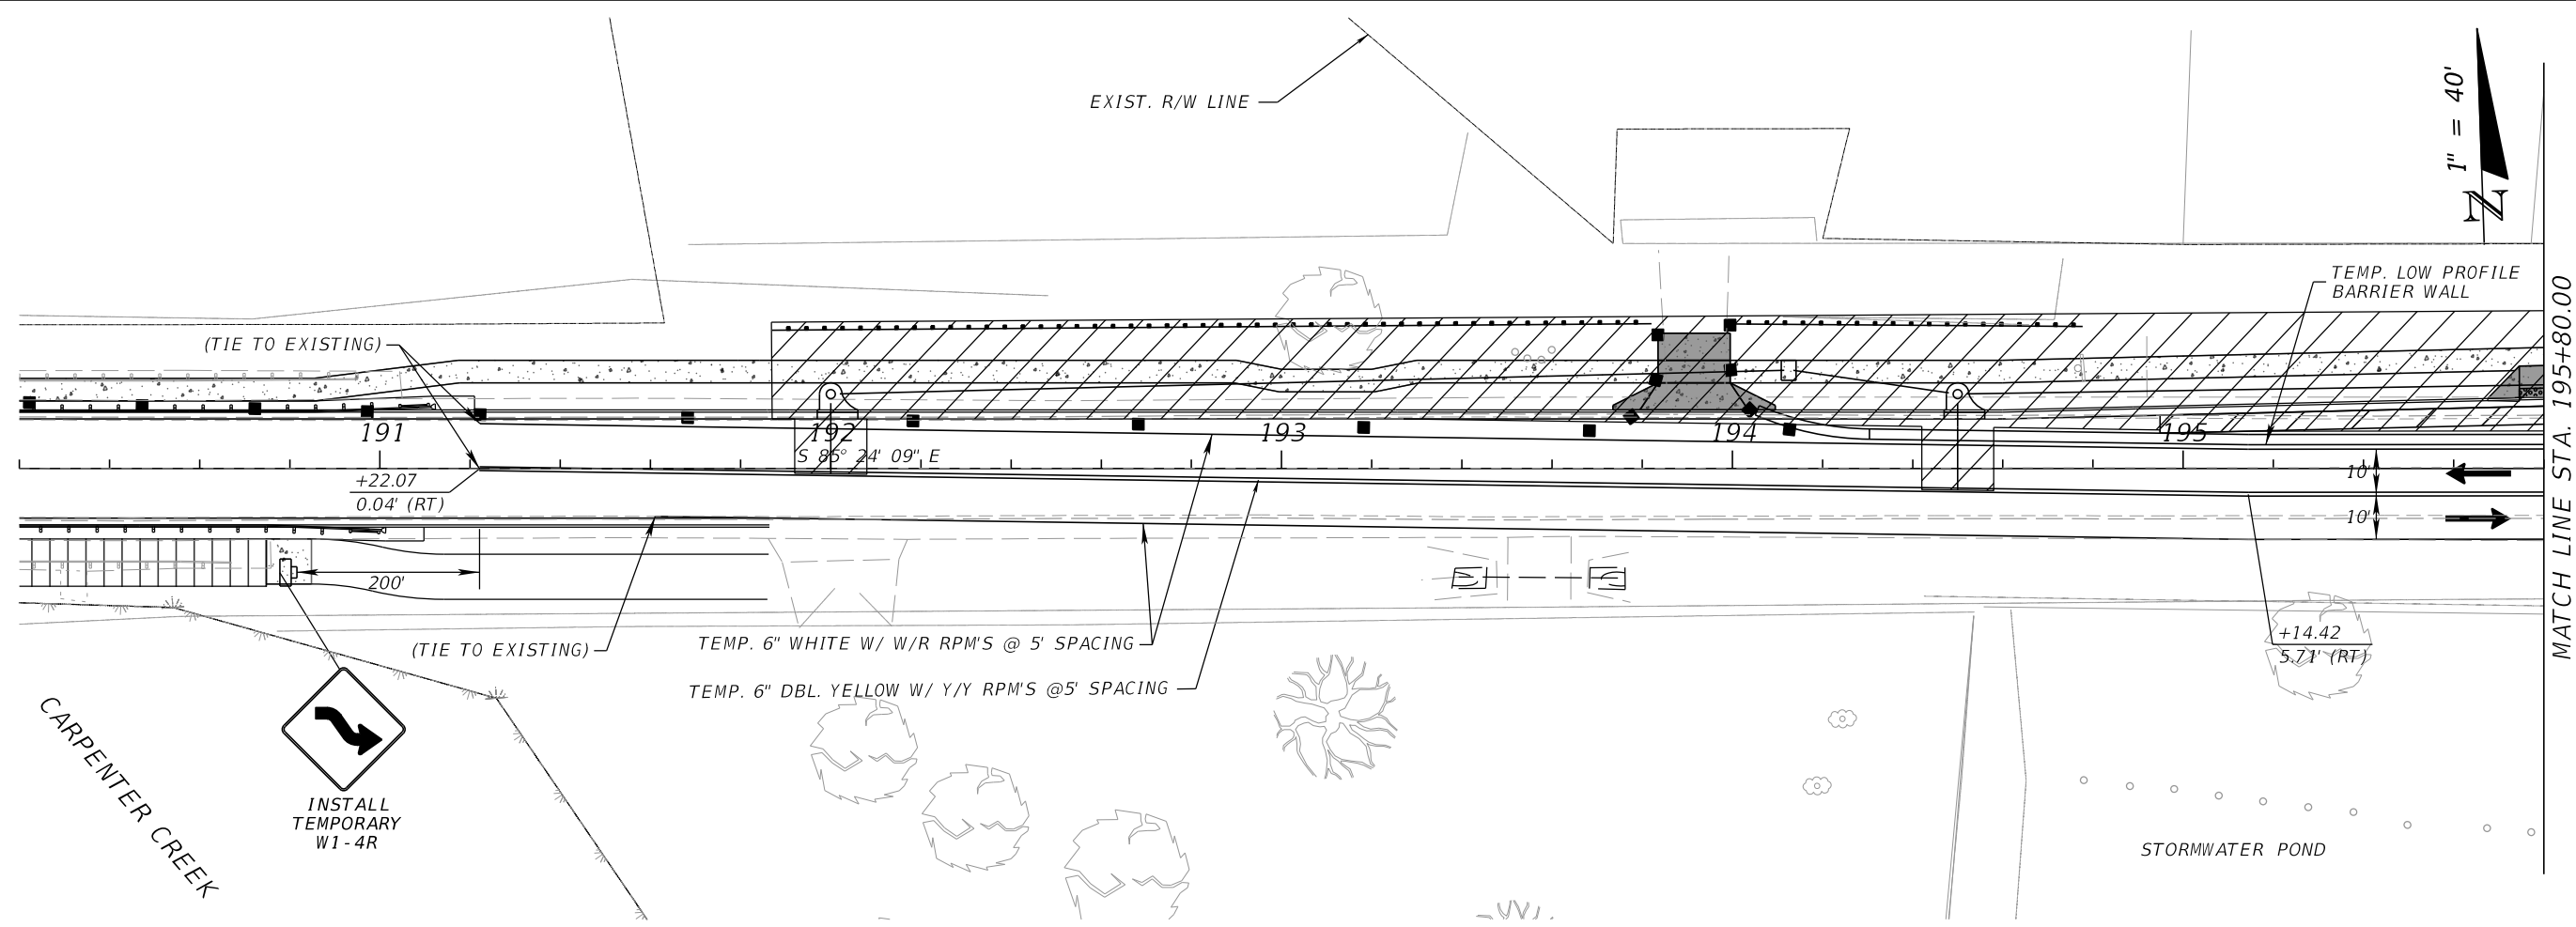 EXIST. R/W LINE
1" = 40'
N
TEMP. LOW PROFILE
BARRIER WALL
MATCH LINE STA. 195+80.00
(TIE TO EXISTING)
191
192
193
194
195
S 85° 24' 09" E
+22.07
0.04' (RT)
10'
10'
200'
(TIE TO EXISTING)
TEMP. 6" WHITE W/ W/R RPM'S @ 5' SPACING
TEMP. 6" DBL. YELLOW W/ Y/Y RPM'S @5' SPACING
+14.42
5.71' (RT)
CARPENTER CREEK
INSTALL
TEMPORARY
W1-4R
STORMWATER POND